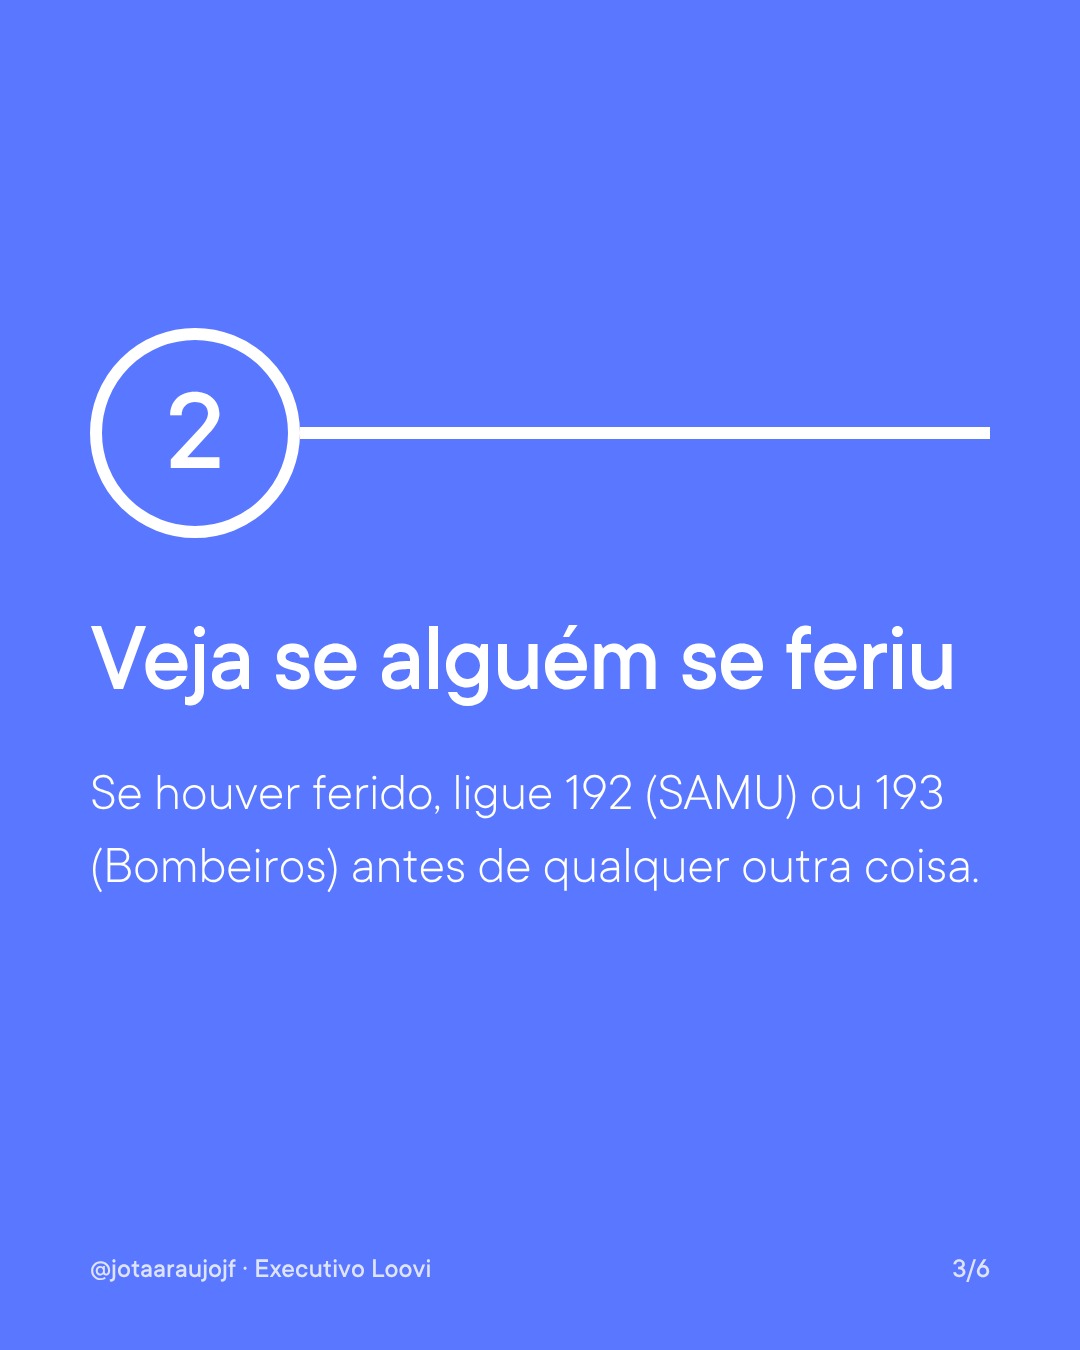 2
Veja se alguém se feriu
Se houver ferido, ligue 192 (SAMU) ou 193
(Bombeiros) antes de qualquer outra coisa.
@jotaaraujojf · Executivo Loovi
3/6